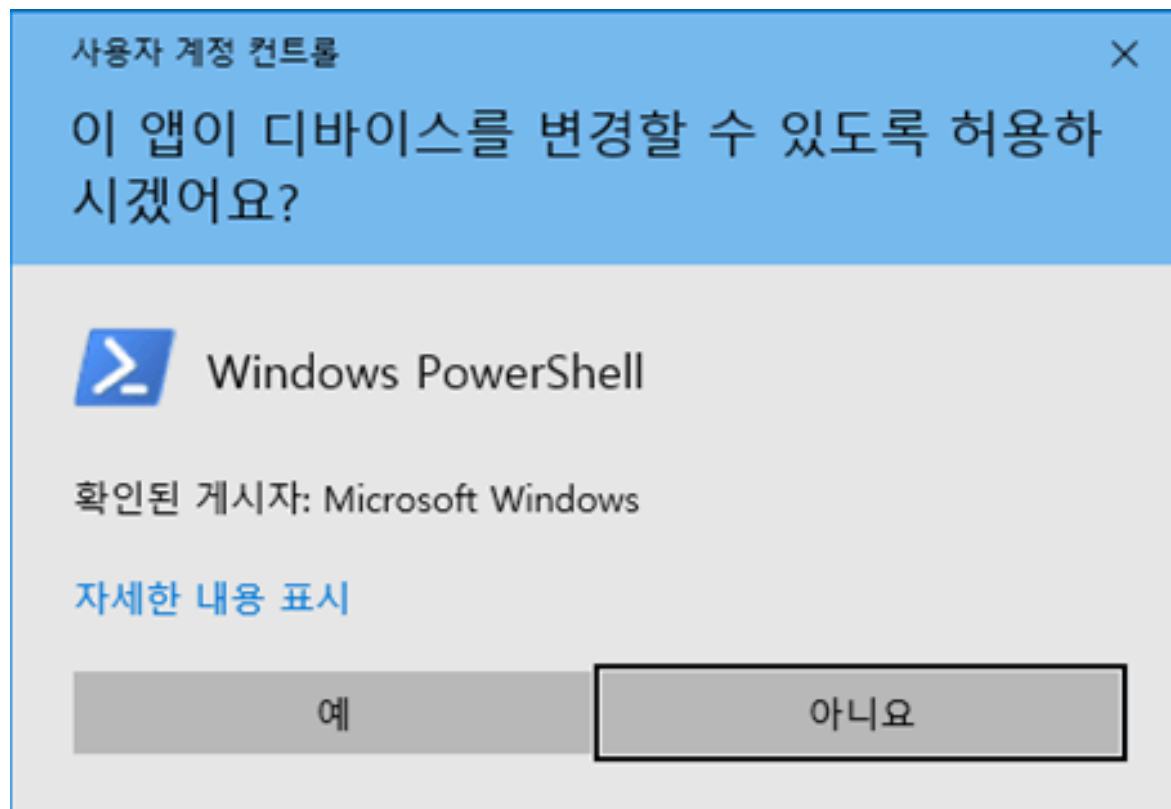 사용자 계정 컨트롤
이 앱이 디바이스를 변경할 수 있도록 허용하
시겠어요?
Windows PowerShell
확인된 게시자: Microsoft Windows
자세한 내용 표시
예
아니요